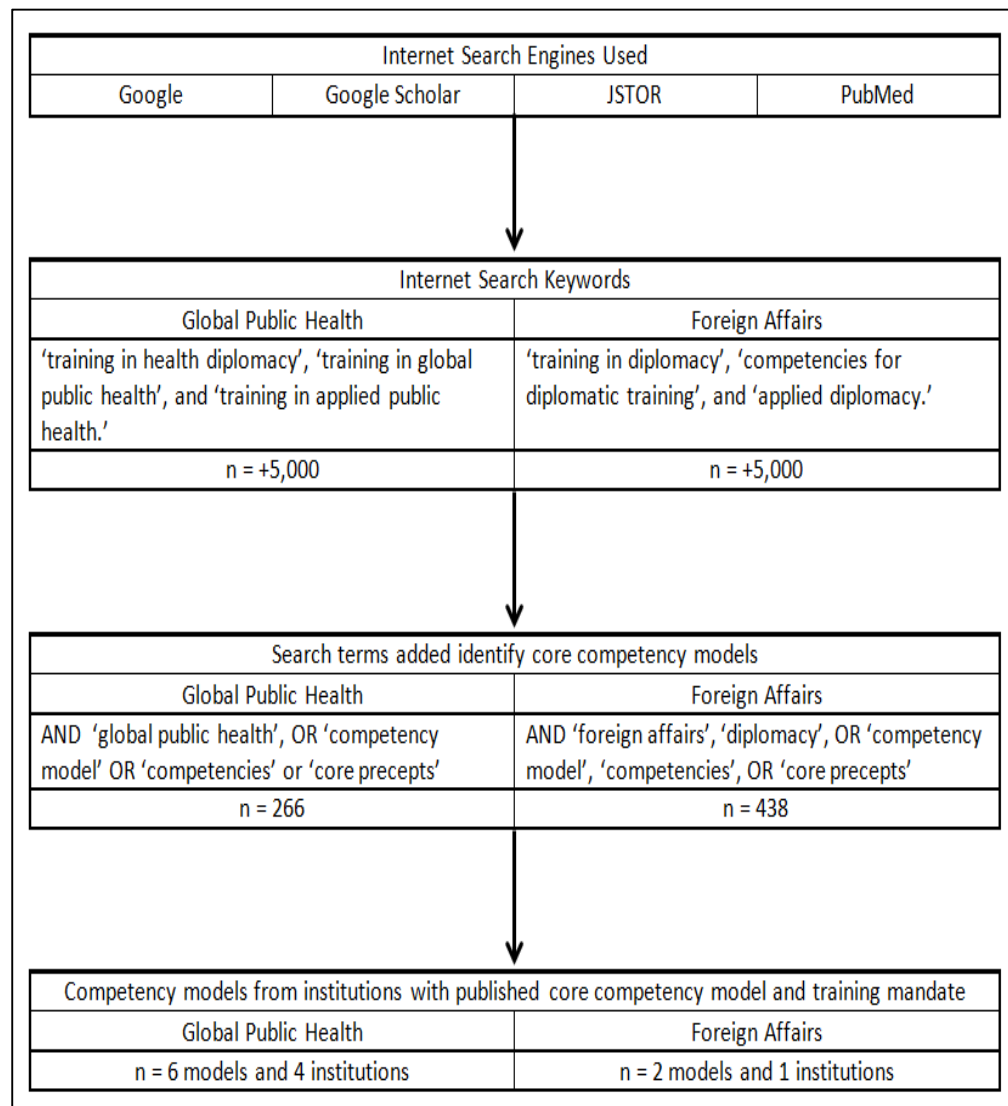 Internet Search Engines Used
Google
Google Scholar
JSTOR
PubMed
Internet Search Keywords
Global Public Health
Foreign Affairs
‘training in health diplomacy’, ‘training in global
public health’, and ‘training in applied public
health.’
‘training in diplomacy’, ‘competencies for
diplomatic training’, and ‘applied diplomacy.’
n = +5,000
n = +5,000
Search terms added identify core competency models
Global Public Health
Foreign Affairs
AND ‘global public health’, OR ‘competency
model’ OR ‘competencies’ or ‘core precepts’
AND ‘foreign affairs’, ‘diplomacy’, OR ‘competency
model’, ‘competencies’, OR ‘core precepts’
n = 266
n = 438
Competency models from institutions with published core competency model and training mandate
Global Public Health
Foreign Affairs
n = 6 models and 4 institutions
n = 2 models and 1 institutions